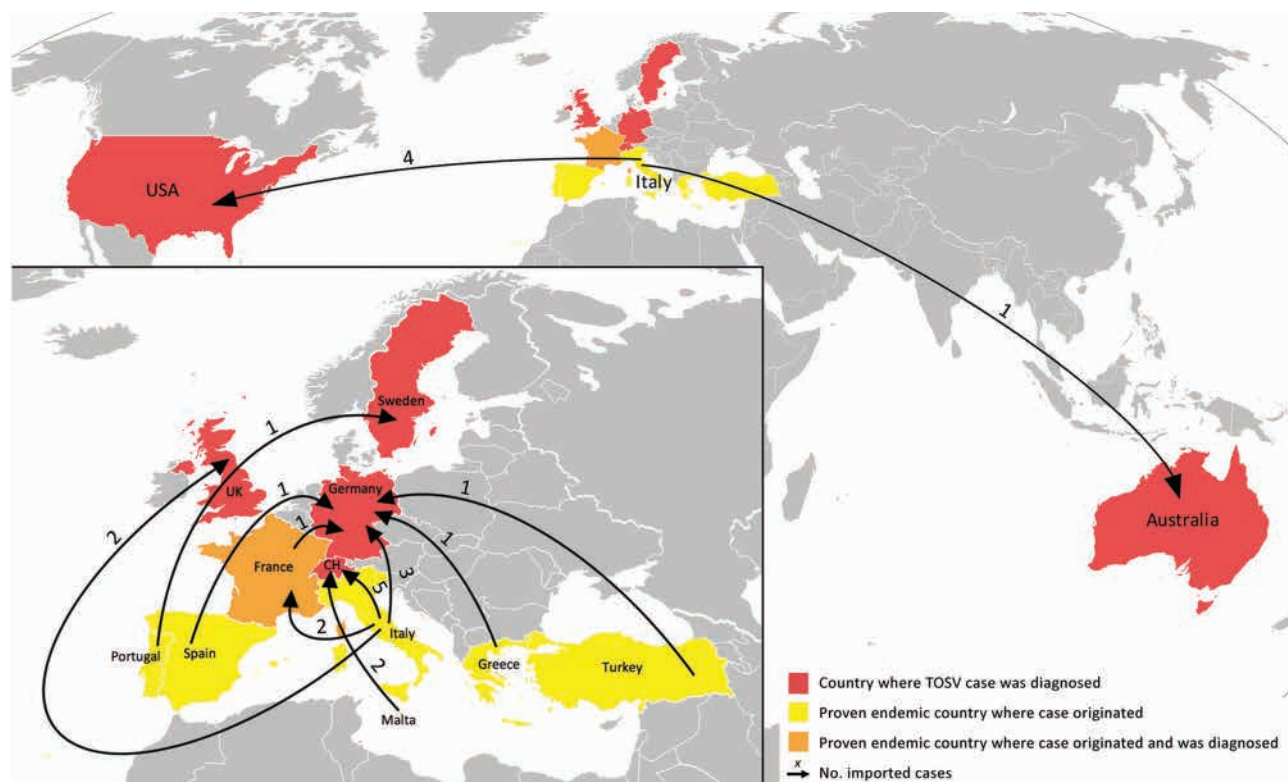 4
USA
Italy
1
Australia
Sweden
1
UK
Germany
1
1
2
1
1
France
CH
3
5
2
Italy
Portugal
Spain
Greece
Turkey
2
Malta
Country where TOSV case was diagnosed
Proven endemic country where case originated
Proven endemic country where case originated and was diagnosed
x
No. imported cases